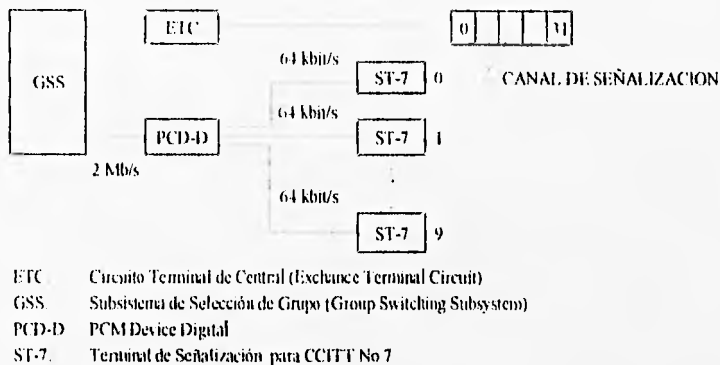 ETC
0 31
64 kbit/s
GSS
ST-7 0
CANAL DE SEÑALIZACION
64 kbit/s
PCD-D
ST-7 1
2 Mb/s
64 kbit/s
ST-7 9
ETC. Circuito Terminal de Central (Exchance Terminal Circuit)
GSS. Subsistema de Selección de Grupo (Group Switching Subsystem)
PCD-D PCM Device Digital
ST-7. Terminal de Señalización para CCITT No 7